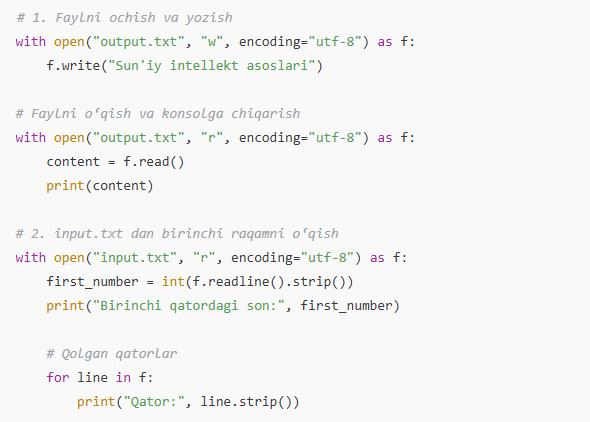 # 1. Faylni ochish va yozish
with open("output.txt", "w", encoding="utf-8") as f:
    f.write("Sun'iy intellekt asoslari")

# Faylni o‘qish va konsolga chiqarish
with open("output.txt", "r", encoding="utf-8") as f:
    content = f.read()
    print(content)

# 2. input.txt dan birinchi raqamni o‘qish
with open("input.txt", "r", encoding="utf-8") as f:
    first_number = int(f.readline().strip())
    print("Birinchi qatordagi son:", first_number)

    # Qolgan qatorlar
    for line in f:
        print("Qator:", line.strip())